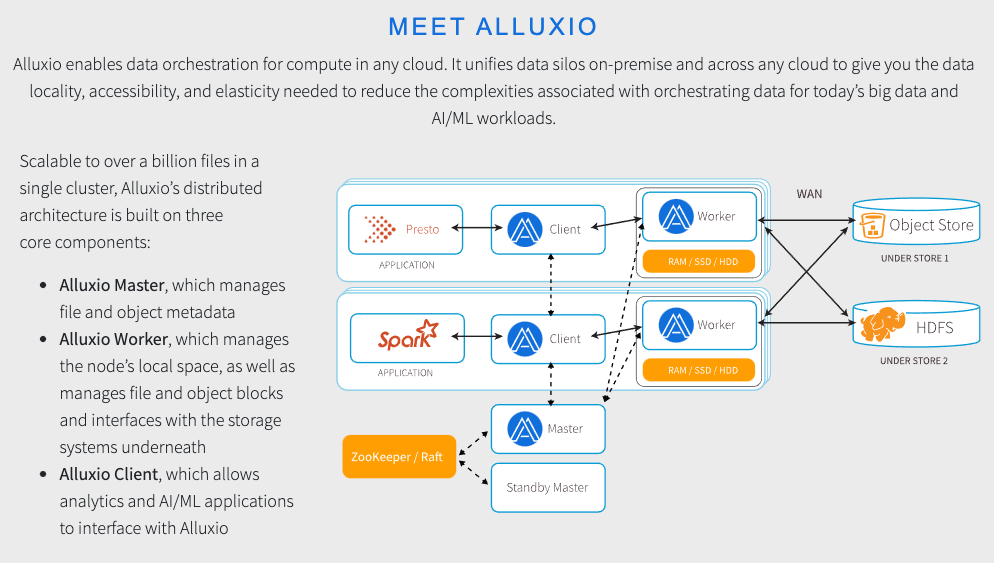 MEET ALLUXIO
Alluxio enables data orchestration for compute in any cloud. It unifies data silos on-premise and across any cloud to give you the data
locality, accessibility, and elasticity needed to reduce the complexities associated with orchestrating data for today’s big data and
AI/ML workloads.
Scalable to over a billion files in a
single cluster, Alluxio’s distributed
architecture is built on three
core components:
• Alluxio Master, which manages
file and object metadata
• Alluxio Worker, which manages
the node’s local space, as well as
manages file and object blocks
and interfaces with the storage
systems underneath
• Alluxio Client, which allows
analytics and AI/ML applications
to interface with Alluxio
Presto
APPLICATION
Client
Worker
RAM / SSD / HDD
WAN
Object Store
UNDER STORE 1
Spark
APPLICATION
Client
Worker
RAM / SSD / HDD
HDFS
UNDER STORE 2
Master
ZooKeeper / Raft
Standby Master